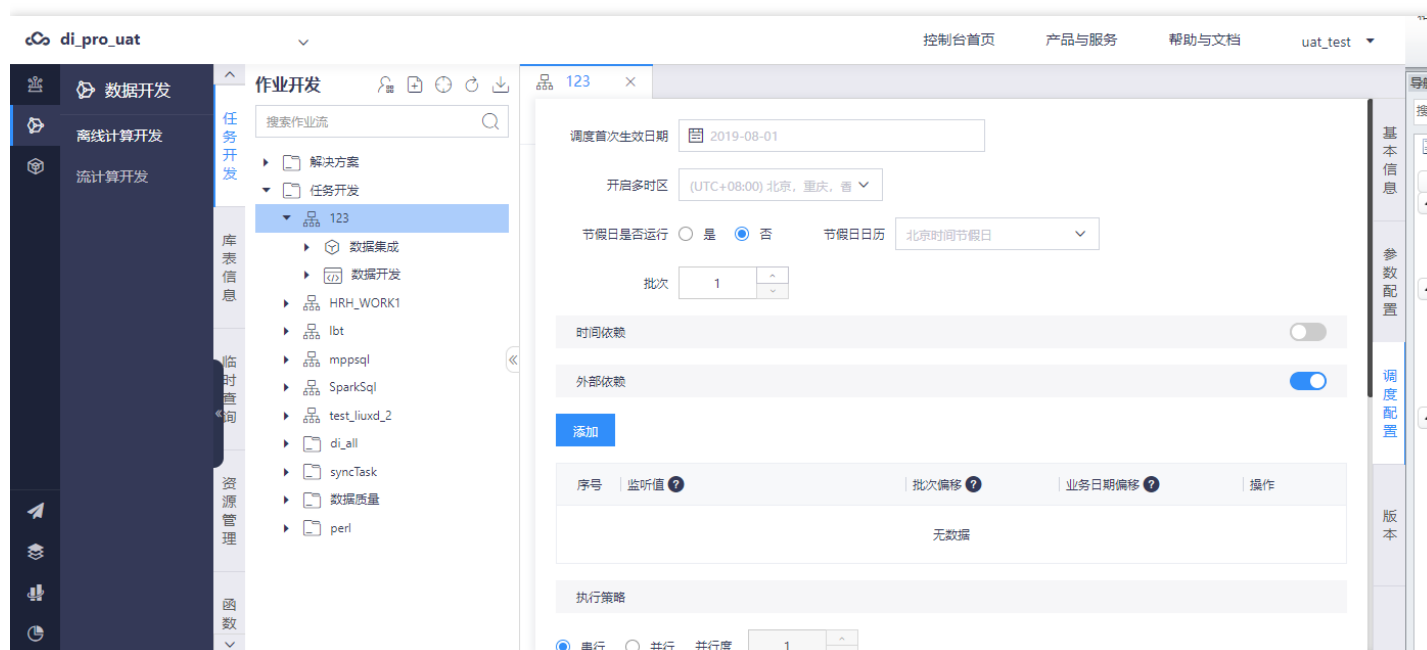 di_pro_uat
控制台首页 产品与服务 帮助与文档 uat_test
数据开发
离线计算开发
流计算开发
任务开发
库表信息
临时查询
资源管理
函数
作业开发
搜索作业流
解决方案
任务开发
123
数据集成
数据开发
HRH_WORK1
lbt
mppsql
SparkSql
test_liuxd_2
di_all
syncTask
数据质量
perl
123
调度首次生效日期 2019-08-01
开启多时区 (UTC+08:00) 北京，重庆，香
节假日是否运行 是 否 节假日日历 北京时间节假日
批次 1
时间依赖
外部依赖
添加
序号 监听值 批次偏移 业务日期偏移 操作
无数据
执行策略
串行 并行 并行度 1
基本信息
参数配置
调度配置
版本